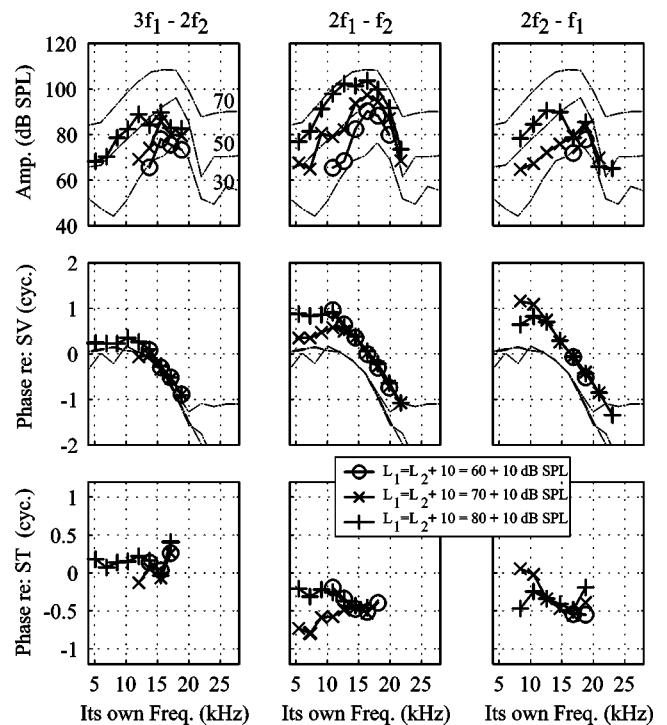 3f₁ - 2f₂ 2f₁ - f₂ 2f₂ - f₁
Amp. (dB SPL)
120
100
80
60
40
70
50
30
Phase re: SV (cyc.)
2
1
0
-1
-2
L₁=L₂+10 = 60 + 10 dB SPL
L₁=L₂+10 = 70 + 10 dB SPL
L₁=L₂+10 = 80 + 10 dB SPL
Phase re: ST (cyc.)
1
0.5
0
-0.5
-1
5 10 15 20 25 5 10 15 20 25 5 10 15 20 25
Its own Freq. (kHz) Its own Freq. (kHz) Its own Freq. (kHz)